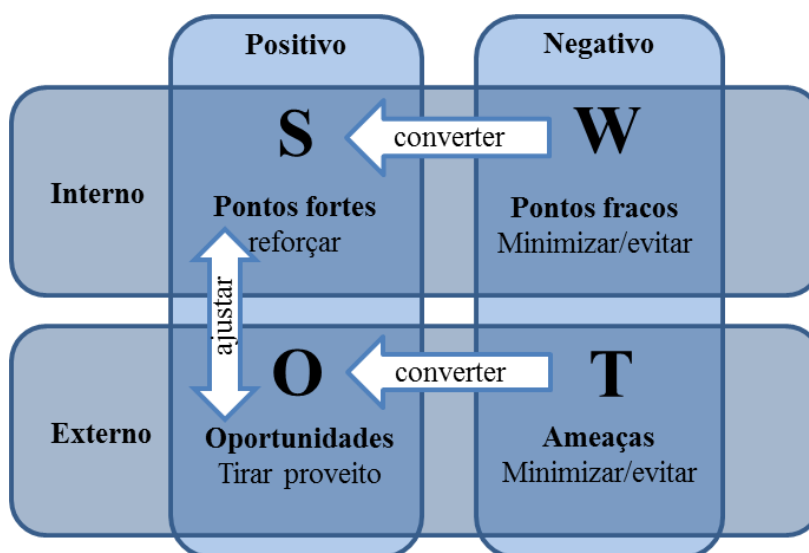 Positivo
Negativo
Interno
S
converter
W
Pontos fortes
reforçar
Pontos fracos
Minimizar/evitar
ajustar
Externo
O
converter
T
Oportunidades
Tirar proveito
Ameaças
Minimizar/evitar